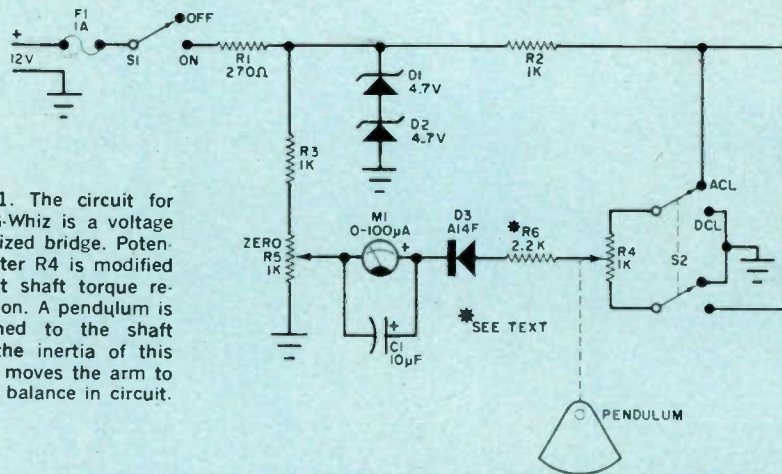 F1
1A
OFF
+
12V
S1
ON
R1
270Ω
D1
4.7V
D2
4.7V
R2
1K
R3
1K
ZERO
R5
1K
M1
0-100µA
+
+
C1
10µF
D3
A14F
*R6
2.2K
*SEE TEXT
R4
1K
ACL
DCL
S2
PENDULUM
1. The circuit for
G-Whiz is a voltage
ized bridge. Poten-
ter R4 is modified
t shaft torque re-
on. A pendulum is
hed to the shaft
the inertia of this
moves the arm to
balance in circuit.